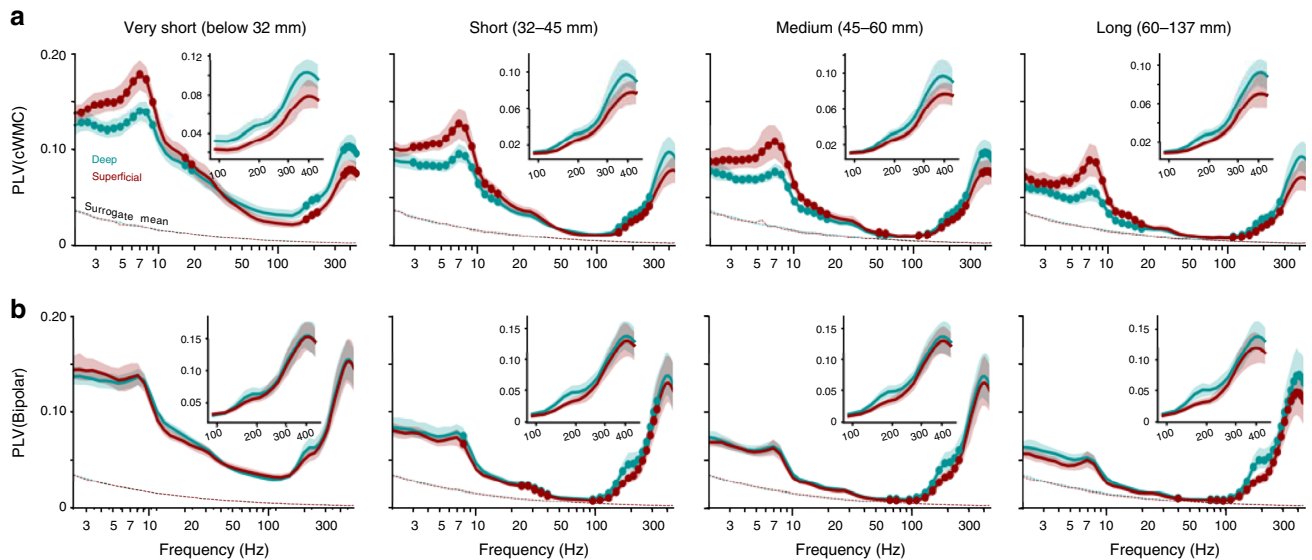 a
Very short (below 32 mm)
Short (32–45 mm)
Medium (45–60 mm)
Long (60–137 mm)
PLV(cWMC)
0.20
0.10
0
0.12
0.08
0.04
100
200
300
400
Deep
Superficial
Surrogate mean
3 5 7 10 20 50 100 300
0.10
0.06
0.02
100
200
300
400
3 5 7 10 20 50 100 300
0.10
0.06
0.02
100
200
300
400
3 5 7 10 20 50 100 300
0.10
0.06
0.02
100
200
300
400
3 5 7 10 20 50 100 300
b
PLV(Bipolar)
0.20
0.10
0
0.15
0.10
0.05
100
200
300
400
3 5 7 10 20 50 100 300
Frequency (Hz)
0.15
0.10
0.05
0
100
200
300
400
3 5 7 10 20 50 100 300
Frequency (Hz)
0.15
0.10
0.05
0
100
200
300
400
3 5 7 10 20 50 100 300
Frequency (Hz)
0.15
0.10
0.05
0
100
200
300
400
3 5 7 10 20 50 100 300
Frequency (Hz)